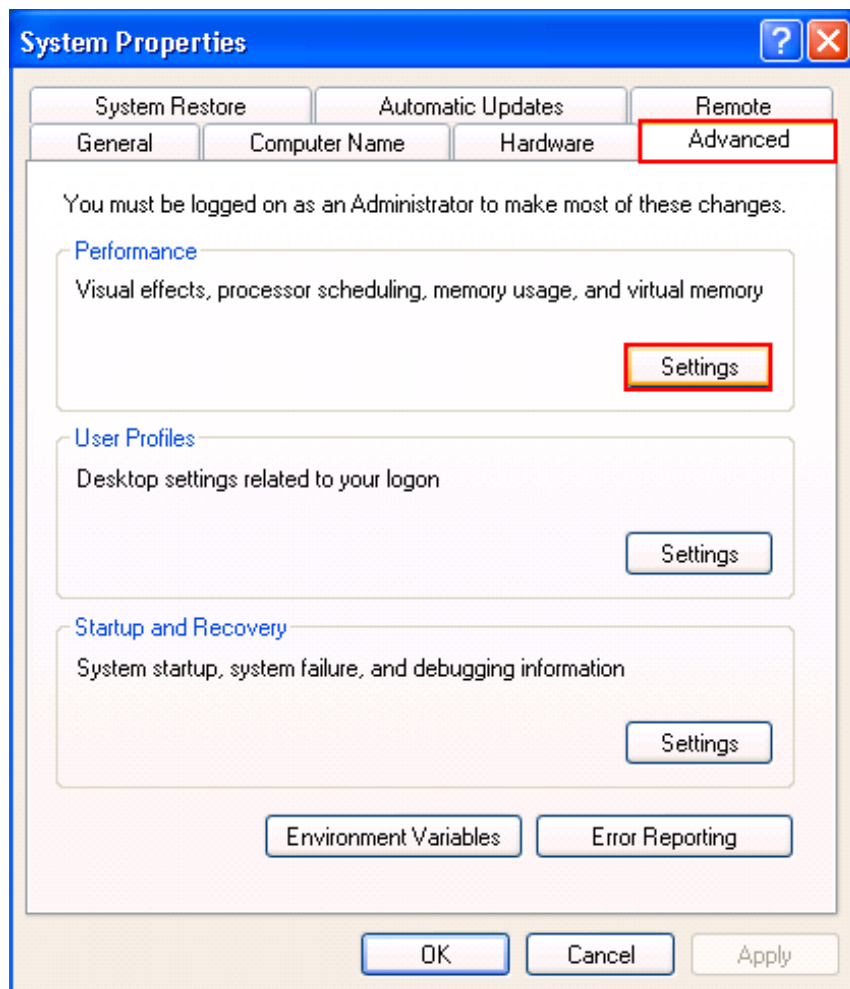 System Properties
?
System Restore Automatic Updates Remote
General Computer Name Hardware Advanced
You must be logged on as an Administrator to make most of these changes.
Performance
Visual effects, processor scheduling, memory usage, and virtual memory
Settings
User Profiles
Desktop settings related to your logon
Settings
Startup and Recovery
System startup, system failure, and debugging information
Settings
Environment Variables Error Reporting
OK Cancel Apply